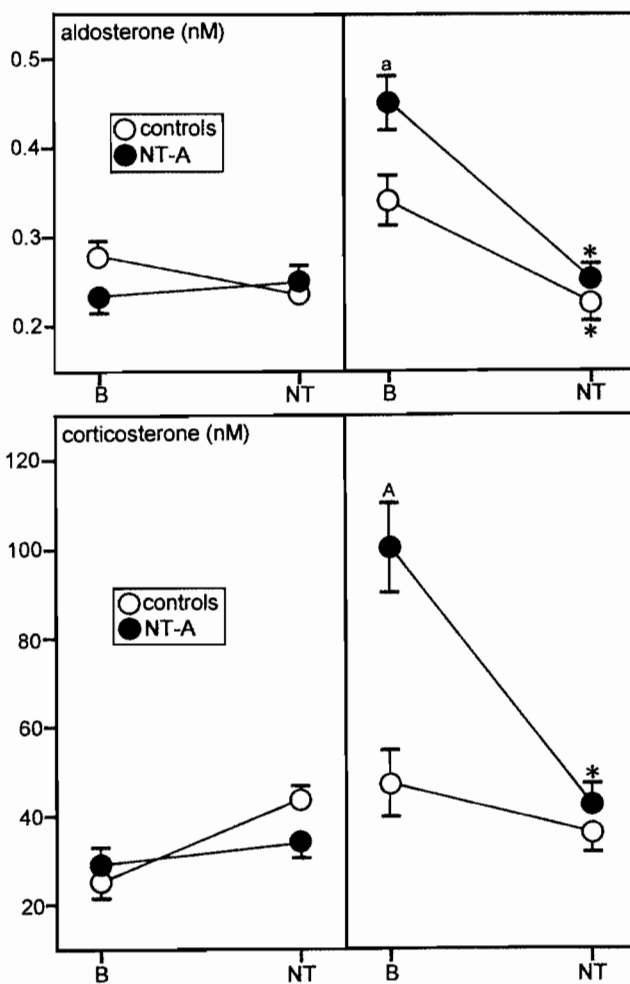 aldosterone (nM)
0.5
0.4
0.3
0.2
controls
NT-A
a
*
*
B
NT
B
NT
corticosterone (nM)
120
100
80
60
40
20
controls
NT-A
A
*
B
NT
B
NT